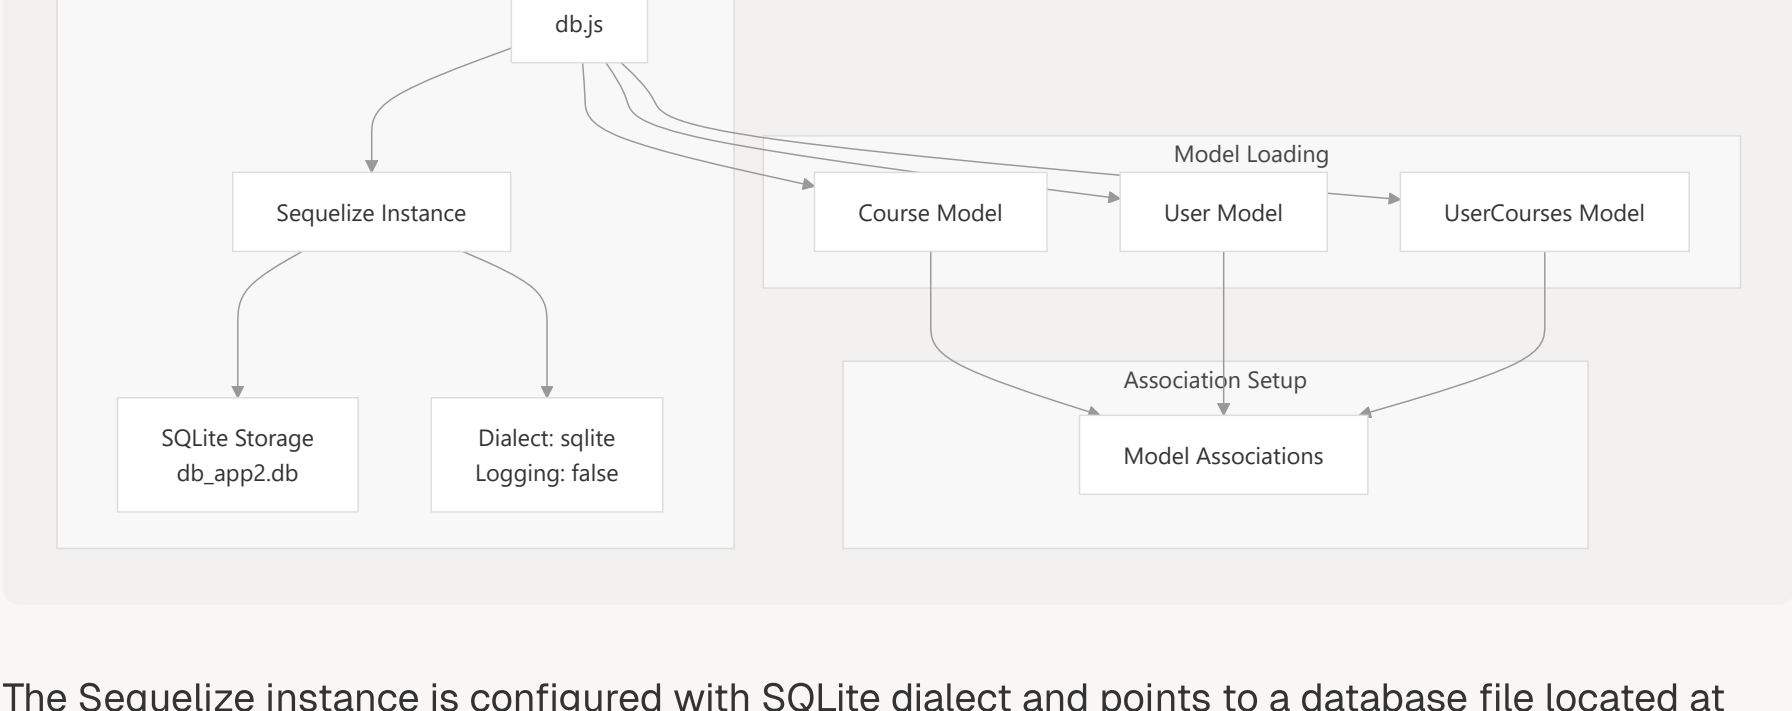 db.js
Model Loading
Sequelize Instance
Course Model
User Model
UserCourses Model
Association Setup
SQLite Storage
db_app2.db
Dialect: sqlite
Logging: false
Model Associations
The Sequelize instance is configured with SQLite dialect and points to a database file located at